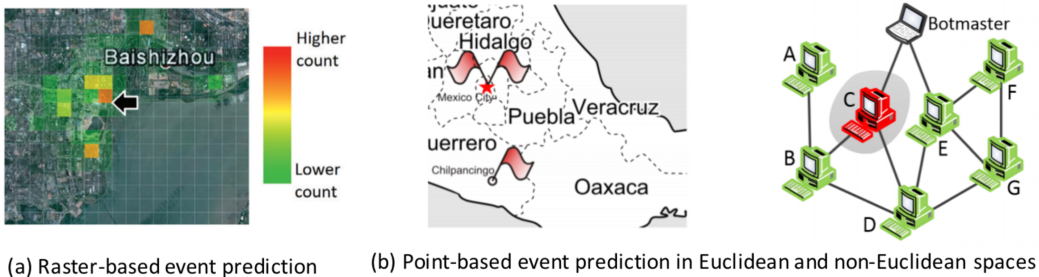 Baishizhou
Higher
count
Lower
count
Querétaro
Hidalgo
Mexico City
Puebla
Veracruz
uerrero
Chilpancingo
Oaxaca
Botmaster
A
B
C
D
E
F
G
(a) Raster-based event prediction
(b) Point-based event prediction in Euclidean and non-Euclidean spaces